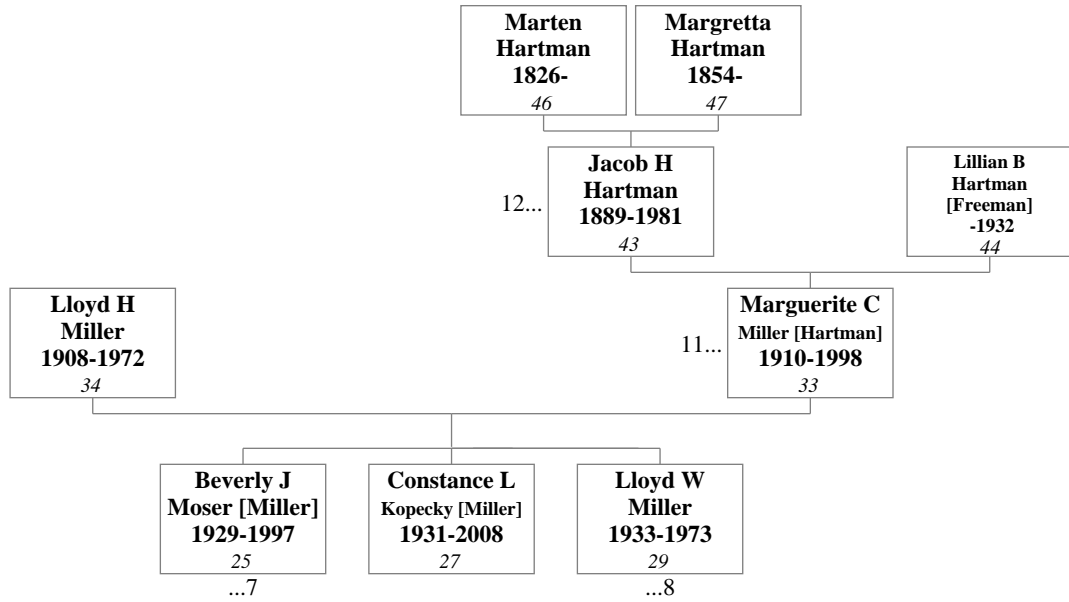 Marten
Hartman
1826-
46
Margretta
Hartman
1854-
47
12...
Jacob H
Hartman
1889-1981
43
Lillian B
Hartman
[Freeman]
-1932
44
Lloyd H
Miller
1908-1972
34
11...
Marguerite C
Miller [Hartman]
1910-1998
33
Beverly J
Moser [Miller]
1929-1997
25
...7
Constance L
Kopecky [Miller]
1931-2008
27
Lloyd W
Miller
1933-1973
29
...8